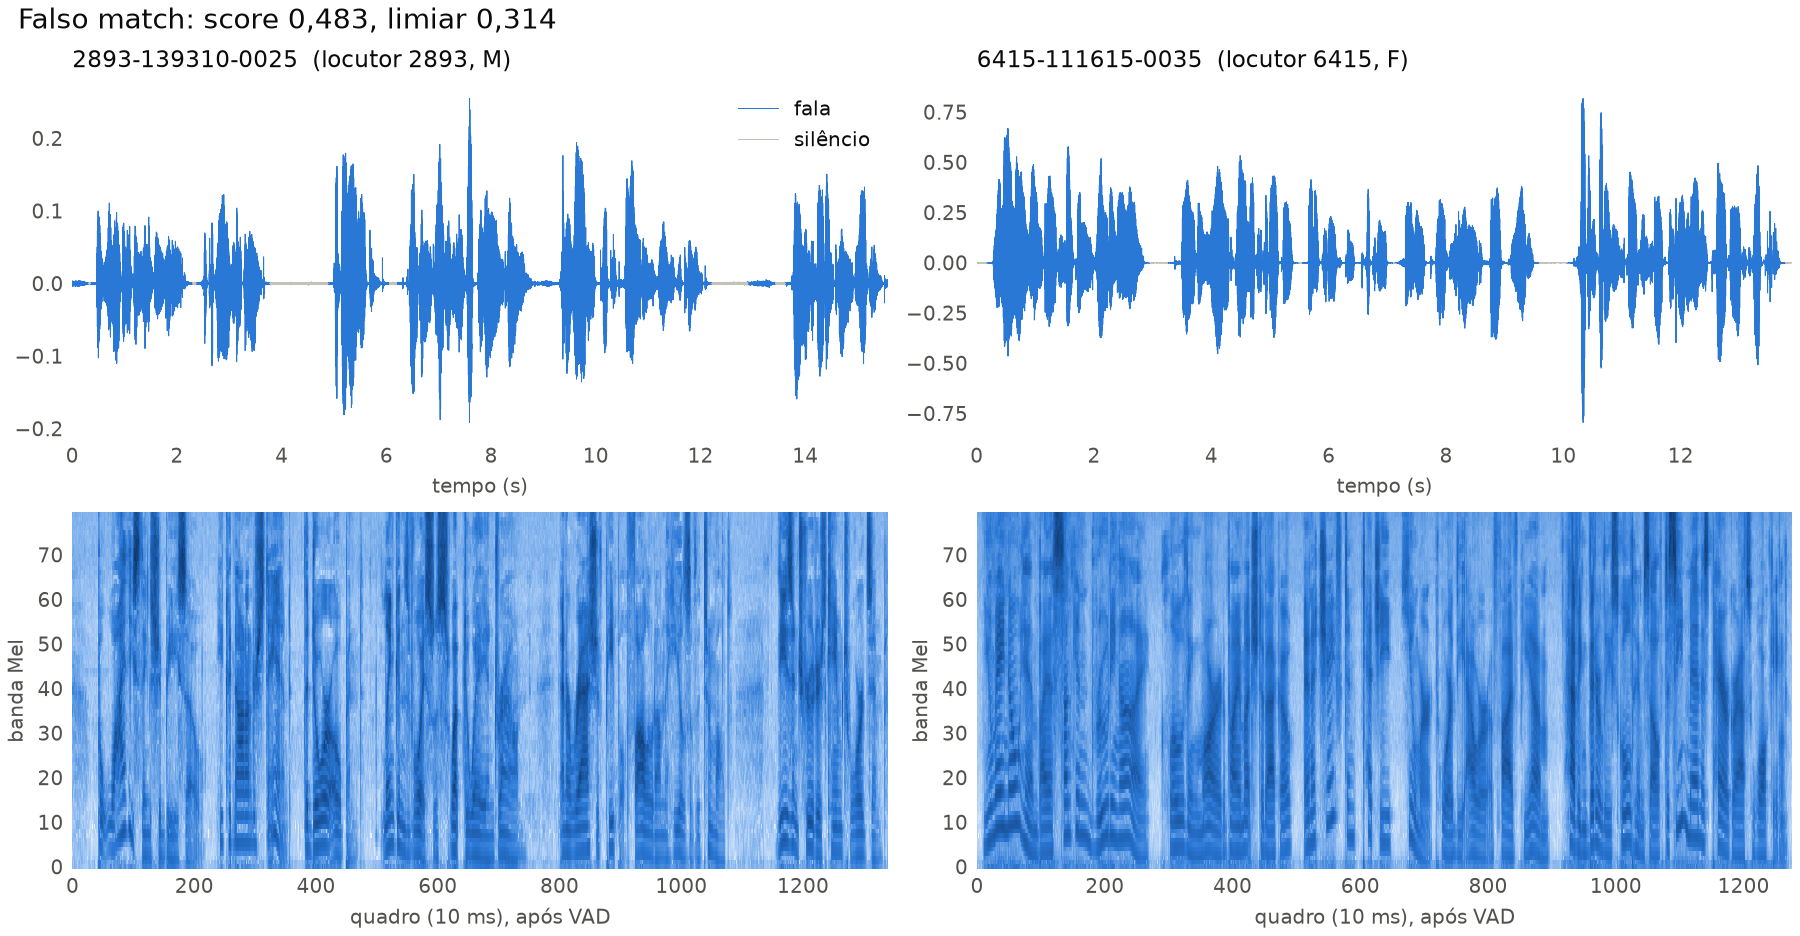 Falso match: score 0,483, limiar 0,314
2893-139310-0025  (locutor 2893, M)
fala
silêncio
0.2
0.1
0.0
−0.1
−0.2
0 2 4 6 8 10 12 14
tempo (s)
6415-111615-0035  (locutor 6415, F)
0.75
0.50
0.25
0.00
−0.25
−0.50
−0.75
0 2 4 6 8 10 12
tempo (s)
banda Mel
70
60
50
40
30
20
10
0
0 200 400 600 800 1000 1200
quadro (10 ms), após VAD
banda Mel
70
60
50
40
30
20
10
0
0 200 400 600 800 1000 1200
quadro (10 ms), após VAD